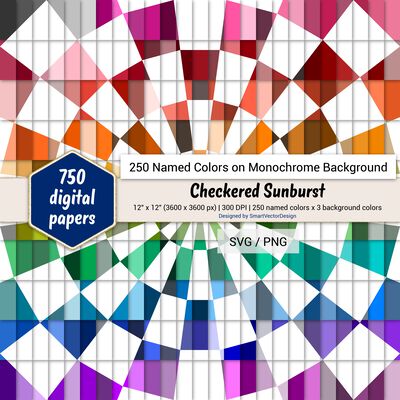 750
digital
papers
250 Named Colors on Monochrome Background
Checkered Sunburst
12" x 12" (3600 x 3600 px) | 300 DPI | 250 named colors x 3 background colors
Designed by SmartVectorDesign
SVG / PNG